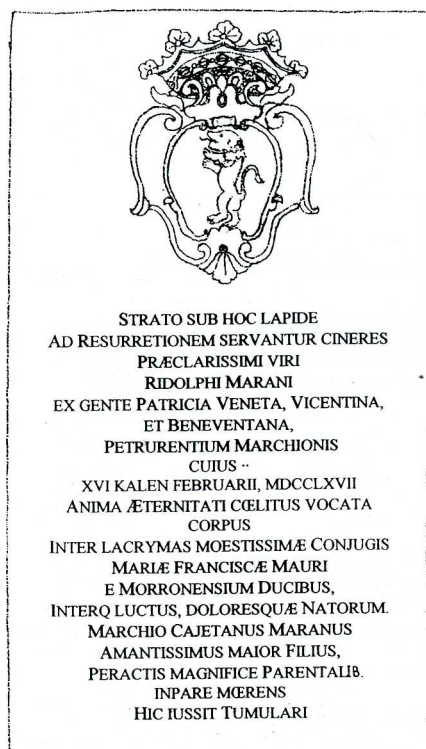 STRATO SUB HOC LAPIDE
AD RESURRETIONEM SERVANTUR CINERES
PRÆCLARISSIMI VIRI
RIDOLPHI MARANI
EX GENTE PATRICIA VENETA, VICENTINA,
ET BENEVENTANA,
PETRURENTIUM MARCHIONIS
CUIUS ··
XVI KALEN FEBRUARII, MDCCLXVII
ANIMA ÆTERNITATI CŒLITUS VOCATA
CORPUS
INTER LACRYMAS MOESTISSIMÆ CONJUGIS
MARIÆ FRANCISCÆ MAURI
E MORRONENSIUM DUCIBUS,
INTERQ LUCTUS, DOLORESQUÆ NATORUM.
MARCHIO CAJETANUS MARANUS
AMANTISSIMUS MAIOR FILIUS,
PERACTIS MAGNIFICE PARENTALIB.
INPARE MŒRENS
HIC IUSSIT TUMULARI